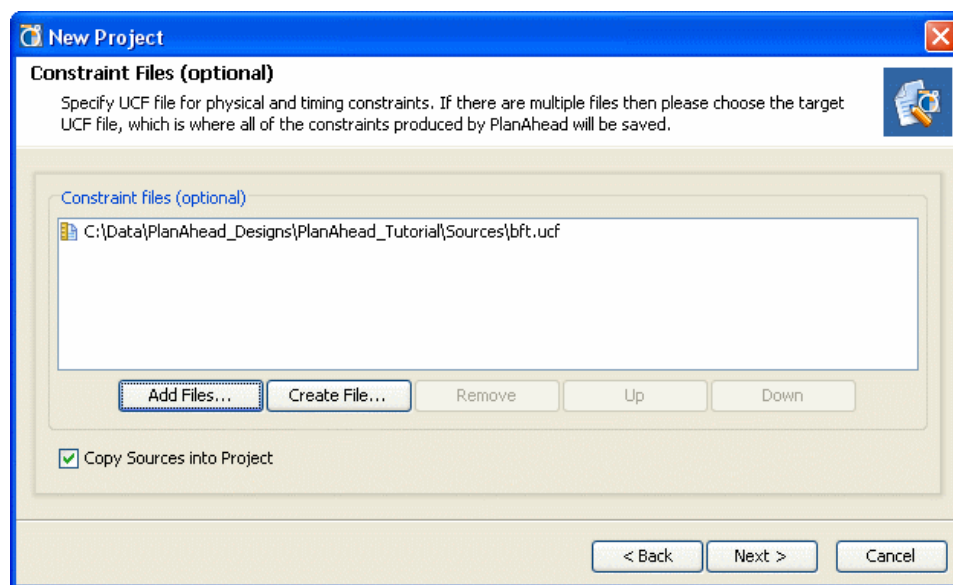 New Project
Constraint Files (optional)
Specify UCF file for physical and timing constraints. If there are multiple files then please choose the target
UCF file, which is where all of the constraints produced by PlanAhead will be saved.
Constraint files (optional)
C:\Data\PlanAhead_Designs\PlanAhead_Tutorial\Sources\bft.ucf
Add Files... Create File... Remove Up Down
Copy Sources into Project
< Back Next > Cancel